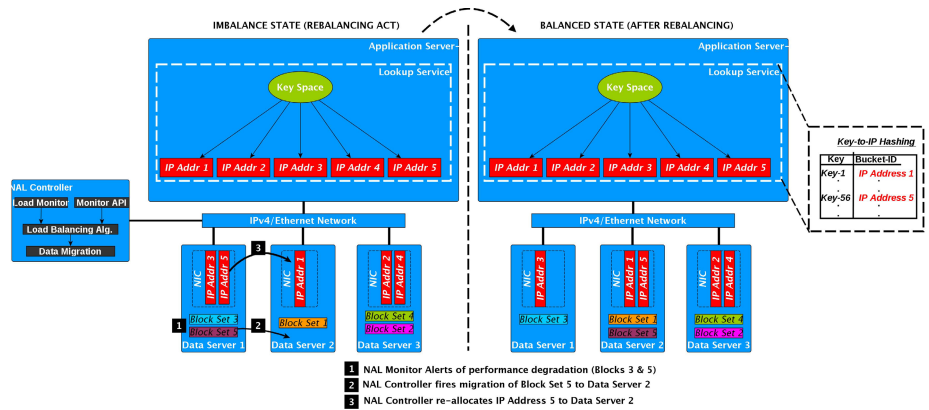 IMBALANCE STATE (REBALANCING ACT)
BALANCED STATE (AFTER REBALANCING)
Application Server
Lookup Service
Key Space
IP Addr 1
IP Addr 2
IP Addr 3
IP Addr 4
IP Addr 5
Application Server
Lookup Service
Key Space
IP Addr 1
IP Addr 2
IP Addr 3
IP Addr 4
IP Addr 5
Key-to-IP Hashing
Key Bucket-ID
Key-1 IP Address 1
. .
. .
Key-56 IP Address 5
. .
. .
NAL Controller
Load Monitor
Monitor API
Load Balancing Alg.
Data Migration
IPv4/Ethernet Network
IPv4/Ethernet Network
NIC
IP Addr 3
IP Addr 5
Block Set 3
Block Set 5
Data Server 1
1
2
3
NIC
IP Addr 1
Block Set 1
Data Server 2
NIC
IP Addr 2
IP Addr 4
Block Set 4
Block Set 2
Data Server 3
NIC
IP Addr 3
Block Set 3
Data Server 1
NIC
IP Addr 1
IP Addr 5
Block Set 1
Block Set 5
Data Server 2
NIC
IP Addr 2
IP Addr 4
Block Set 4
Block Set 2
Data Server 3
1 NAL Monitor Alerts of performance degradation (Blocks 3 & 5)
2 NAL Controller fires migration of Block Set 5 to Data Server 2
3 NAL Controller re-allocates IP Address 5 to Data Server 2